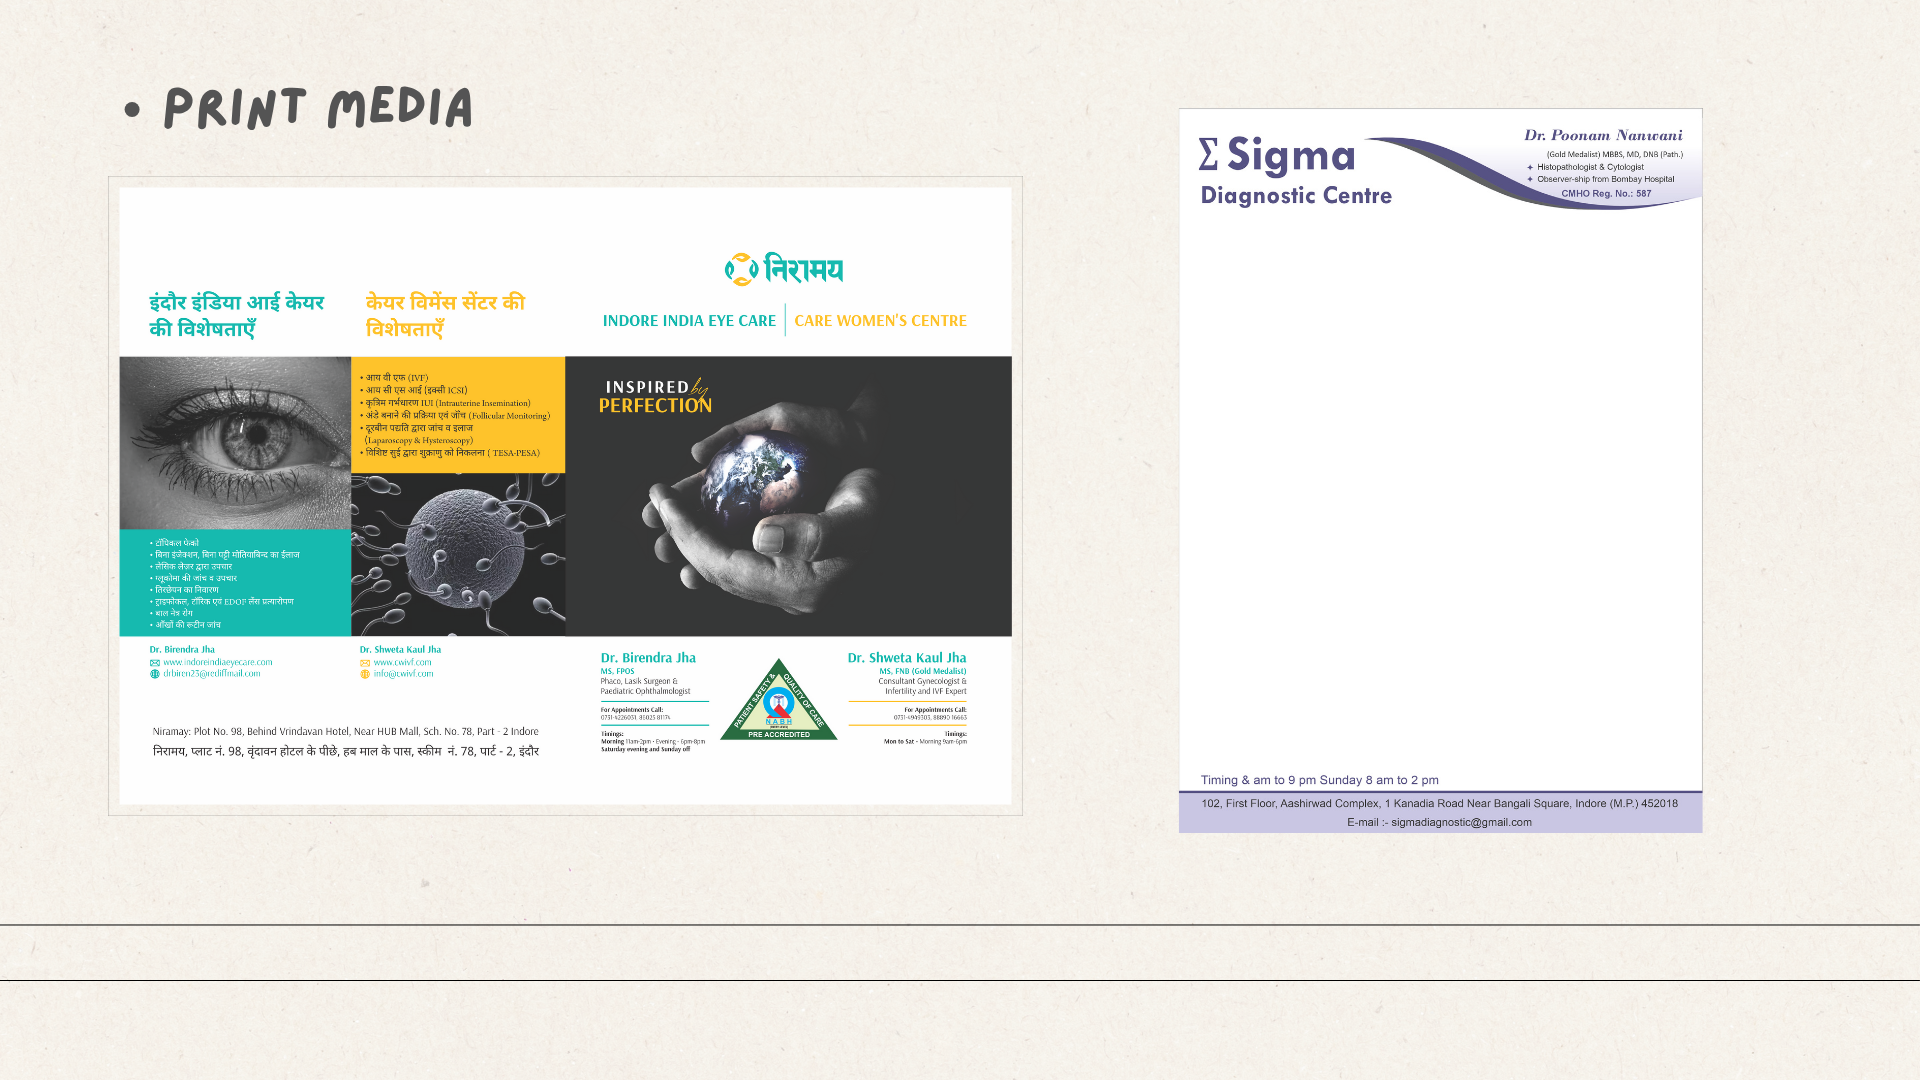 • PRINT MEDIA
इंदौर इंडिया आई केयर
की विशेषताएँ
केयर विमेंस सेंटर की
विशेषताएँ
• आय वी एफ (IVF)
• आय सी एस आई (इक्सी ICSI)
• कृत्रिम गर्भधारण IUI (Intrauterine Insemination)
• अंडे बनाने की प्रक्रिया एवं जाँच (Follicular Monitoring)
• दूरबीन पद्यति द्वारा जांच व इलाज
(Laparoscopy & Hysteroscopy)
• विशिष्ट सुई द्वारा शुक्राणु को निकलना ( TESA-PESA)
• टॉपिकल फेको
• बिना इंजेक्शन, बिना पट्टी मोतियाबिन्द का ईलाज
• लेसिक लेज़र द्वारा उपचार
• ग्लूकोमा की जांच व उपचार
• तिरछेपन का निवारण
• ट्राइफोकल, टॉरिक एवं EDOF लेंस प्रत्यारोपण
• बाल नेत्र रोग
• आँखों की रूटीन जांच
Dr. Birendra Jha
www.indoreindiaeyecare.com
drbiren23@rediffmail.com
Dr. Shweta Kaul Jha
www.cwivf.com
info@cwivf.com
Niramay: Plot No. 98, Behind Vrindavan Hotel, Near HUB Mall, Sch. No. 78, Part - 2 Indore
निरामय, प्लाट नं. 98, वृंदावन होटल के पीछे, हब माल के पास, स्कीम नं. 78, पार्ट - 2, इंदौर
निरामय
INDORE INDIA EYE CARE
CARE WOMEN'S CENTRE
INSPIRED by
PERFECTION
Dr. Birendra Jha
MS, FPOS
Phaco, Lasik Surgeon &
Paediatric Ophthalmologist
For Appointments Call:
0731-4226031, 86025 81174
Timings:
Morning 11am-2pm - Evening - 6pm-8pm
Saturday evening and Sunday off
PATIENT SAFETY &
QUALITY OF CARE
N A B H
PRE ACCREDITED
Dr. Shweta Kaul Jha
MS, FNB (Gold Medalist)
Consultant Gynecologist &
Infertility and IVF Expert
For Appointments Call:
0731-4949303, 88890 16663
Timings:
Mon to Sat - Morning 9am-6pm
Σ Sigma
Diagnostic Centre
Dr. Poonam Nanwani
(Gold Medalist) MBBS, MD, DNB (Path.)
✦ Histopathologist & Cytologist
✦ Observer-ship from Bombay Hospital
CMHO Reg. No.: 587
Timing & am to 9 pm Sunday 8 am to 2 pm
102, First Floor, Aashirwad Complex, 1 Kanadia Road Near Bangali Square, Indore (M.P.) 452018
E-mail :- sigmadiagnostic@gmail.com